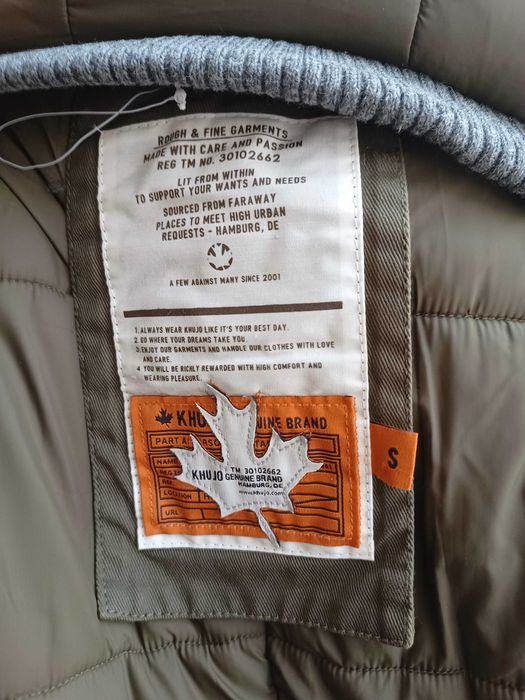 ROUGH & FINE GARMENTS
MADE WITH CARE AND PASSION
REG TM NO. 30102662
LIT FROM WITHIN
TO SUPPORT YOUR WANTS AND NEEDS
SOURCED FROM FARAWAY
PLACES TO MEET HIGH URBAN
REQUESTS - HAMBURG, DE
A FEW AGAINST MANY SINCE 2001
1.ALWAYS WEAR KHUJO LIKE IT'S YOUR BEST DAY.
2. GO WHERE YOUR DREAMS TAKE YOU.
3.ENJOY OUR GARMENTS AND HANDLE OUR CLOTHES WITH LOVE
AND CARE.
4 YOU WILL BE RICHLY REWARDED WITH HIGH COMFORT AND
WEARING PLEASURE.
BRAND
PART A
S
KHUJO GENUINE BRAND
TM 30102662
HAMBURG, DE
www.khujo.com
LOCATION
URL